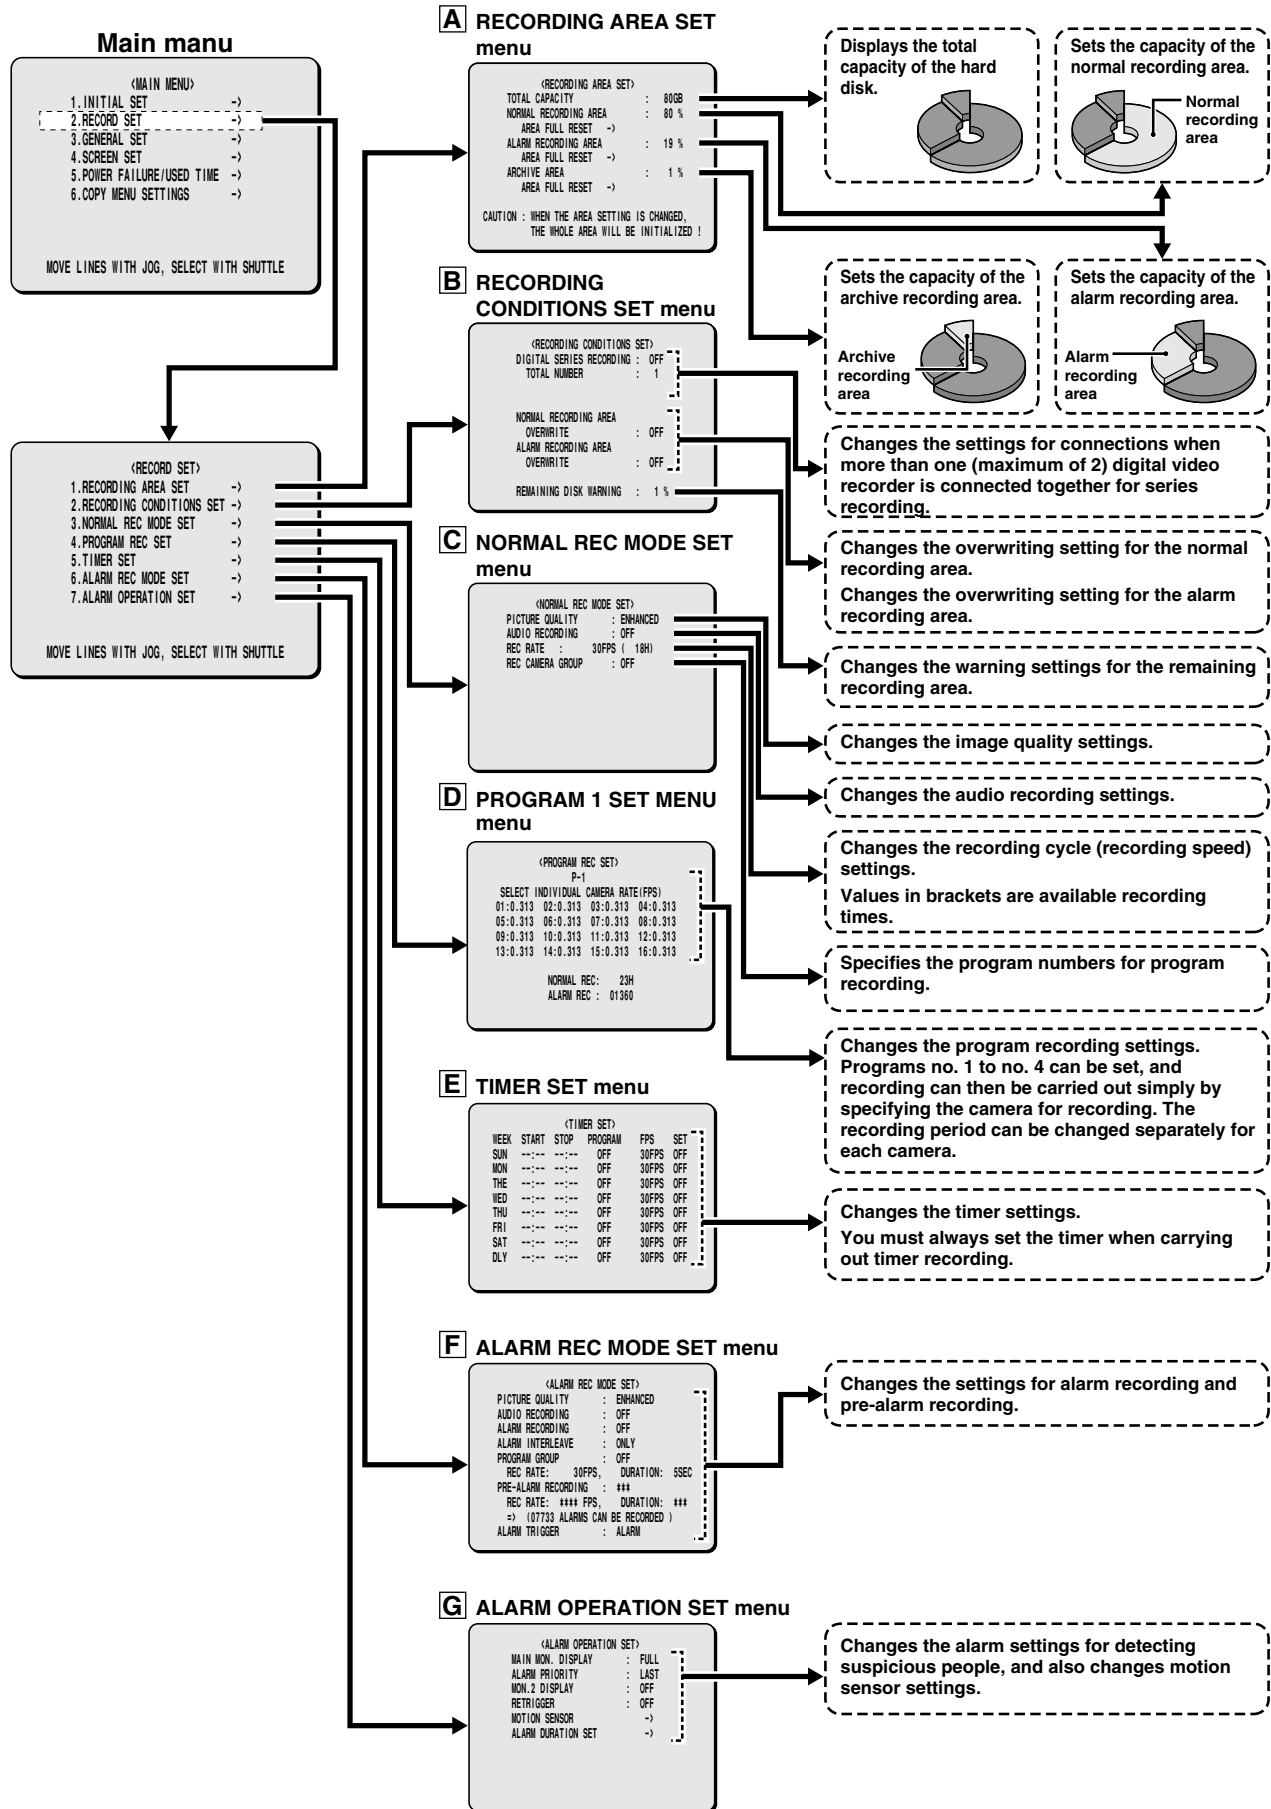 Main manu
<MAIN MENU>
1.INITIAL SET ->
2.RECORD SET ->
3.GENERAL SET ->
4.SCREEN SET ->
5.POWER FAILURE/USED TIME ->
6.COPY MENU SETTINGS ->
MOVE LINES WITH JOG, SELECT WITH SHUTTLE
<RECORD SET>
1.RECORDING AREA SET ->
2.RECORDING CONDITIONS SET ->
3.NORMAL REC MODE SET ->
4.PROGRAM REC SET ->
5.TIMER SET ->
6.ALARM REC MODE SET ->
7.ALARM OPERATION SET ->
MOVE LINES WITH JOG, SELECT WITH SHUTTLE
A RECORDING AREA SET
menu
<RECORDING AREA SET>
TOTAL CAPACITY : 80GB
NORMAL RECORDING AREA : 80 %
AREA FULL RESET ->
ALARM RECORDING AREA : 19 %
AREA FULL RESET ->
ARCHIVE AREA : 1 %
AREA FULL RESET ->
CAUTION : WHEN THE AREA SETTING IS CHANGED,
THE WHOLE AREA WILL BE INITIALIZED !
Displays the total
capacity of the hard
disk.
Sets the capacity of the
normal recording area.
Normal
recording
area
Sets the capacity of the
archive recording area.
Archive
recording
area
Sets the capacity of the
alarm recording area.
Alarm
recording
area
B RECORDING
CONDITIONS SET menu
<RECORDING CONDITIONS SET>
DIGITAL SERIES RECORDING : OFF
TOTAL NUMBER : 1
NORMAL RECORDING AREA
OVERWRITE : OFF
ALARM RECORDING AREA
OVERWRITE : OFF
REMAINING DISK WARNING : 1 %
Changes the settings for connections when
more than one (maximum of 2) digital video
recorder is connected together for series
recording.
Changes the overwriting setting for the normal
recording area.
Changes the overwriting setting for the alarm
recording area.
Changes the warning settings for the remaining
recording area.
C NORMAL REC MODE SET
menu
<NORMAL REC MODE SET>
PICTURE QUALITY : ENHANCED
AUDIO RECORDING : OFF
REC RATE : 30FPS ( 18H)
REC CAMERA GROUP : OFF
Changes the image quality settings.
Changes the audio recording settings.
Changes the recording cycle (recording speed)
settings.
Values in brackets are available recording
times.
Specifies the program numbers for program
recording.
D PROGRAM 1 SET MENU
menu
<PROGRAM REC SET>
P-1
SELECT INDIVIDUAL CAMERA RATE(FPS)
01:0.313 02:0.313 03:0.313 04:0.313
05:0.313 06:0.313 07:0.313 08:0.313
09:0.313 10:0.313 11:0.313 12:0.313
13:0.313 14:0.313 15:0.313 16:0.313
NORMAL REC: 23H
ALARM REC : 01360
Changes the program recording settings.
Programs no. 1 to no. 4 can be set, and
recording can then be carried out simply by
specifying the camera for recording. The
recording period can be changed separately for
each camera.
E TIMER SET menu
<TIMER SET>
WEEK START STOP PROGRAM FPS SET
SUN --:-- --:-- OFF 30FPS OFF
MON --:-- --:-- OFF 30FPS OFF
THE --:-- --:-- OFF 30FPS OFF
WED --:-- --:-- OFF 30FPS OFF
THU --:-- --:-- OFF 30FPS OFF
FRI --:-- --:-- OFF 30FPS OFF
SAT --:-- --:-- OFF 30FPS OFF
DLY --:-- --:-- OFF 30FPS OFF
Changes the timer settings.
You must always set the timer when carrying
out timer recording.
F ALARM REC MODE SET menu
<ALARM REC MODE SET>
PICTURE QUALITY : ENHANCED
AUDIO RECORDING : OFF
ALARM RECORDING : OFF
ALARM INTERLEAVE : ONLY
PROGRAM GROUP : OFF
REC RATE: 30FPS, DURATION: 5SEC
PRE-ALARM RECORDING : ***
REC RATE: **** FPS, DURATION: ***
=> (07733 ALARMS CAN BE RECORDED )
ALARM TRIGGER : ALARM
Changes the settings for alarm recording and
pre-alarm recording.
G ALARM OPERATION SET menu
<ALARM OPERATION SET>
MAIN MON. DISPLAY : FULL
ALARM PRIORITY : LAST
MON.2 DISPLAY : OFF
RETRIGGER : OFF
MOTION SENSOR ->
ALARM DURATION SET ->
Changes the alarm settings for detecting
suspicious people, and also changes motion
sensor settings.